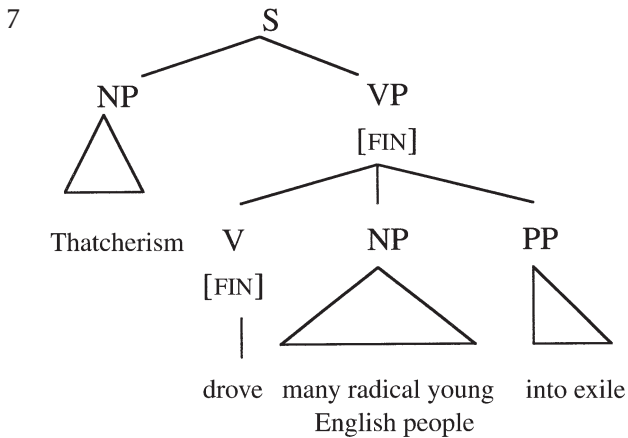 7
S
NP VP
[FIN]
Thatcherism V NP PP
[FIN]
drove many radical young into exile
English people